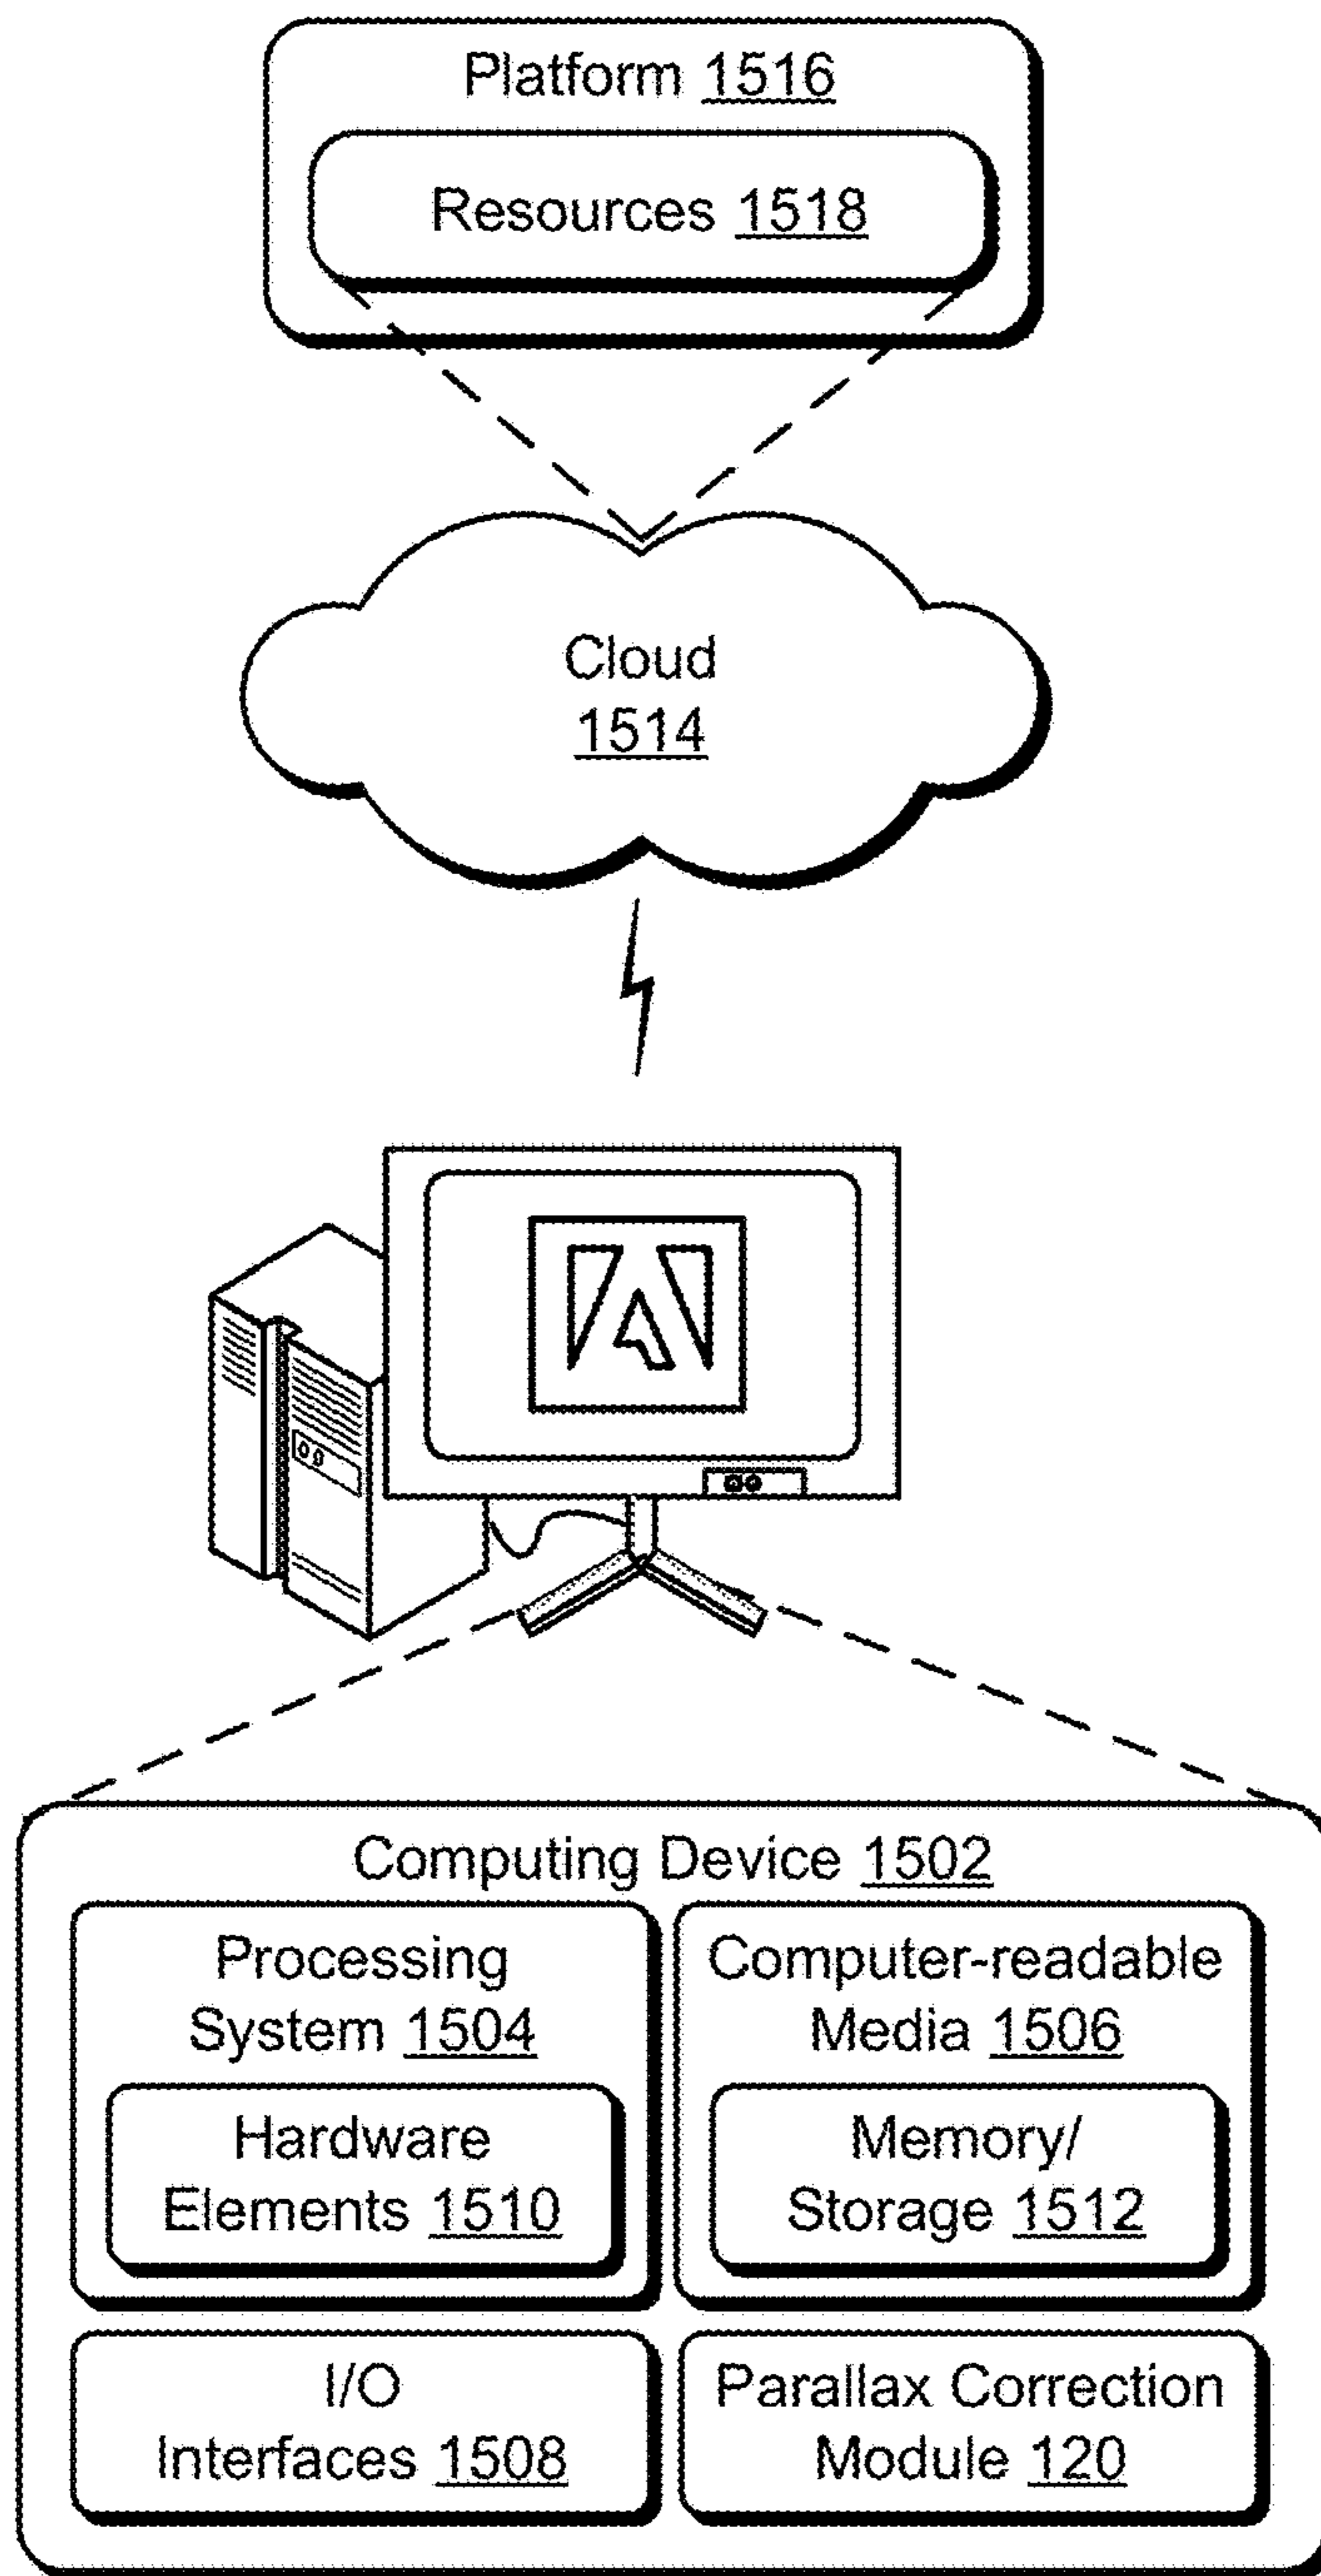 Platform 1516
Resources 1518
Cloud
1514
Computing Device 1502
Processing
System 1504
Hardware
Elements 1510
Computer-readable
Media 1506
Memory/
Storage 1512
I/O
Interfaces 1508
Parallax Correction
Module 120